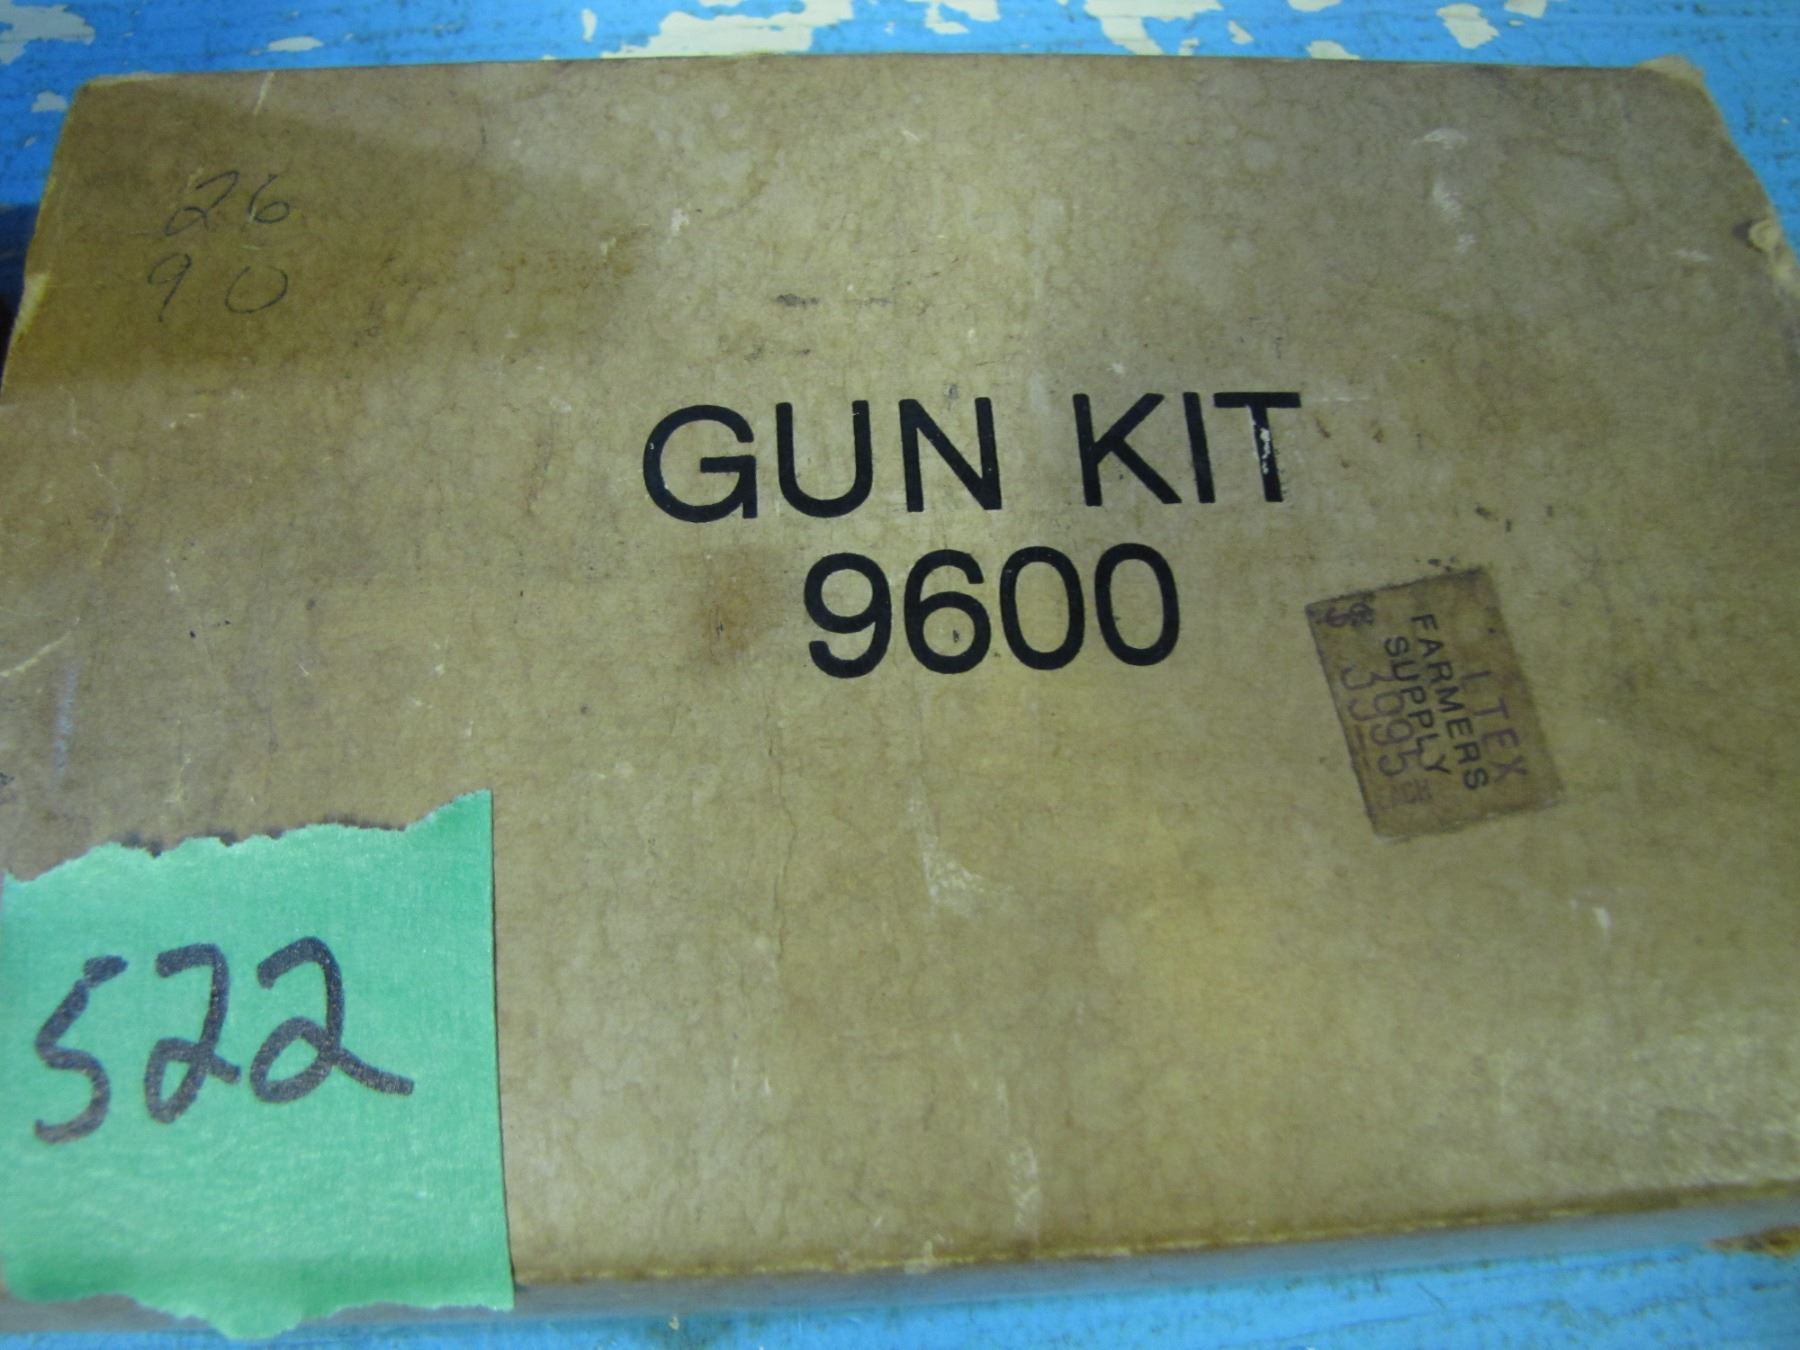 26
90
GUN KIT
9600
LTEX
FARMERS
SUPPLY
522